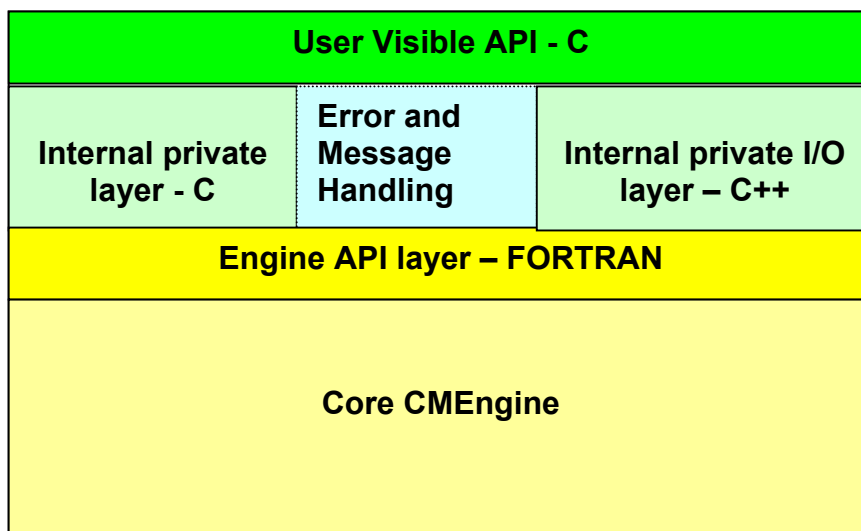 User Visible API - C
Internal private
layer - C
Error and
Message
Handling
Internal private I/O
layer – C++
Engine API layer – FORTRAN
Core CMEngine